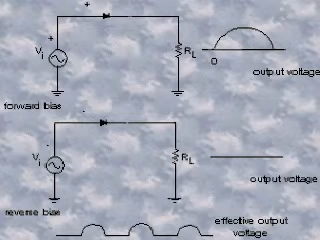 +
+
Vi
RL
0
output voltage
forward bias
-
-
Vi
RL
output voltage
reverse bias
effective output
voltage